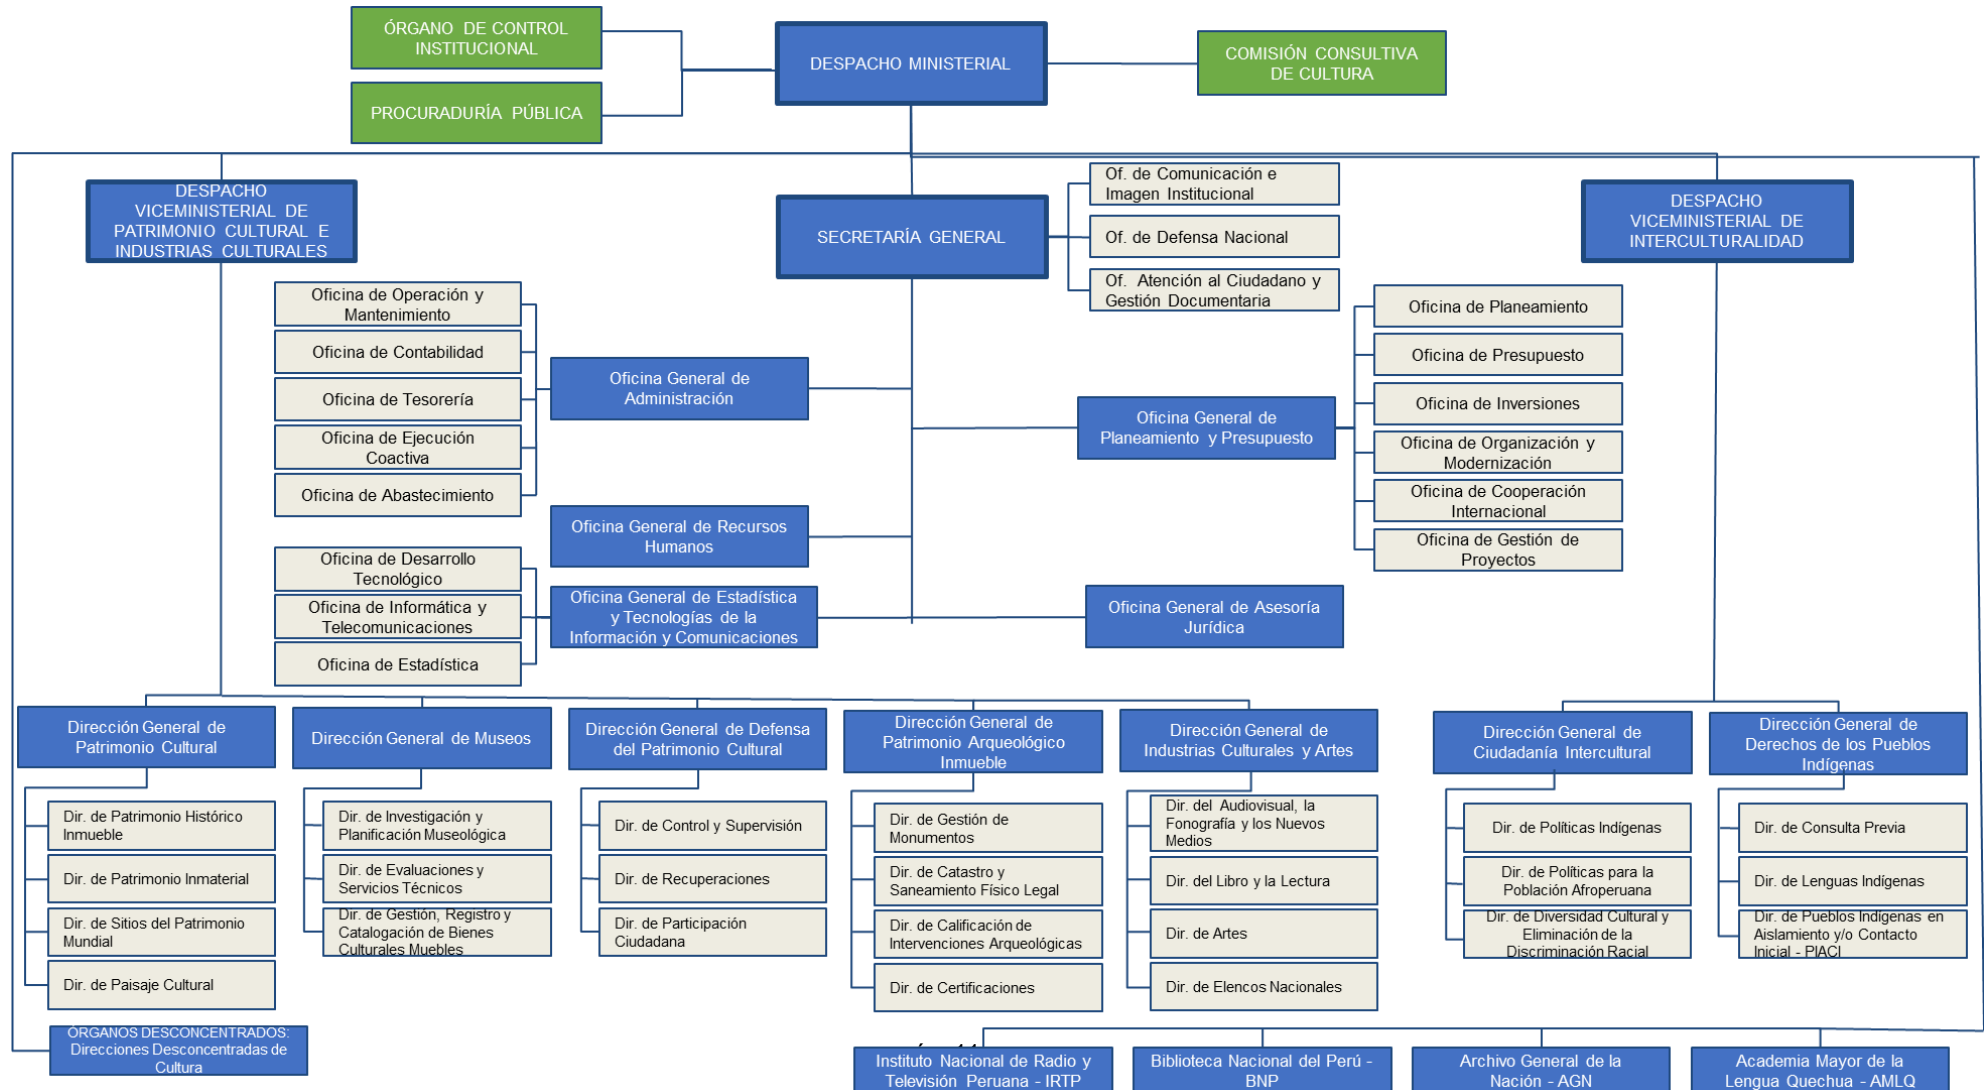 ÓRGANO DE CONTROL
INSTITUCIONAL
PROCURADURÍA PÚBLICA
DESPACHO MINISTERIAL
COMISIÓN CONSULTIVA
DE CULTURA
DESPACHO
VICEMINISTERIAL DE
PATRIMONIO CULTURAL E
INDUSTRIAS CULTURALES
SECRETARÍA GENERAL
Of. de Comunicación e
Imagen Institucional
Of. de Defensa Nacional
Of. Atención al Ciudadano y
Gestión Documentaria
DESPACHO
VICEMINISTERIAL DE
INTERCULTURALIDAD
Oficina de Operación y
Mantenimiento
Oficina de Contabilidad
Oficina de Tesorería
Oficina de Ejecución
Coactiva
Oficina de Abastecimiento
Oficina General de
Administración
Oficina General de
Planeamiento y Presupuesto
Oficina de Planeamiento
Oficina de Presupuesto
Oficina de Inversiones
Oficina de Organización y
Modernización
Oficina de Cooperación
Internacional
Oficina de Gestión de
Proyectos
Oficina General de Recursos
Humanos
Oficina de Desarrollo
Tecnológico
Oficina de Informática y
Telecomunicaciones
Oficina de Estadística
Oficina General de Estadística
y Tecnologías de la
Información y Comunicaciones
Oficina General de Asesoría
Jurídica
Dirección General de
Patrimonio Cultural
Dir. de Patrimonio Histórico
Inmueble
Dir. de Patrimonio Inmaterial
Dir. de Sitios del Patrimonio
Mundial
Dir. de Paisaje Cultural
Dirección General de Museos
Dir. de Investigación y
Planificación Museológica
Dir. de Evaluaciones y
Servicios Técnicos
Dir. de Gestión, Registro y
Catalogación de Bienes
Culturales Muebles
Dirección General de Defensa
del Patrimonio Cultural
Dir. de Control y Supervisión
Dir. de Recuperaciones
Dir. de Participación
Ciudadana
Dirección General de
Patrimonio Arqueológico
Inmueble
Dir. de Gestión de
Monumentos
Dir. de Catastro y
Saneamiento Físico Legal
Dir. de Calificación de
Intervenciones Arqueológicas
Dir. de Certificaciones
Dirección General de
Industrias Culturales y Artes
Dir. del Audiovisual, la
Fonografía y los Nuevos
Medios
Dir. del Libro y la Lectura
Dir. de Artes
Dir. de Elencos Nacionales
Dirección General de
Ciudadanía Intercultural
Dir. de Políticas Indígenas
Dir. de Políticas para la
Población Afroperuana
Dir. de Diversidad Cultural y
Eliminación de la
Discriminación Racial
Dirección General de
Derechos de los Pueblos
Indígenas
Dir. de Consulta Previa
Dir. de Lenguas Indígenas
Dir. de Pueblos Indígenas en
Aislamiento y/o Contacto
Inicial - PIACI
ÓRGANOS DESCONCENTRADOS:
Direcciones Desconcentradas de
Cultura
Instituto Nacional de Radio y
Televisión Peruana - IRTP
Biblioteca Nacional del Perú -
BNP
Archivo General de la
Nación - AGN
Academia Mayor de la
Lengua Quechua - AMLQ